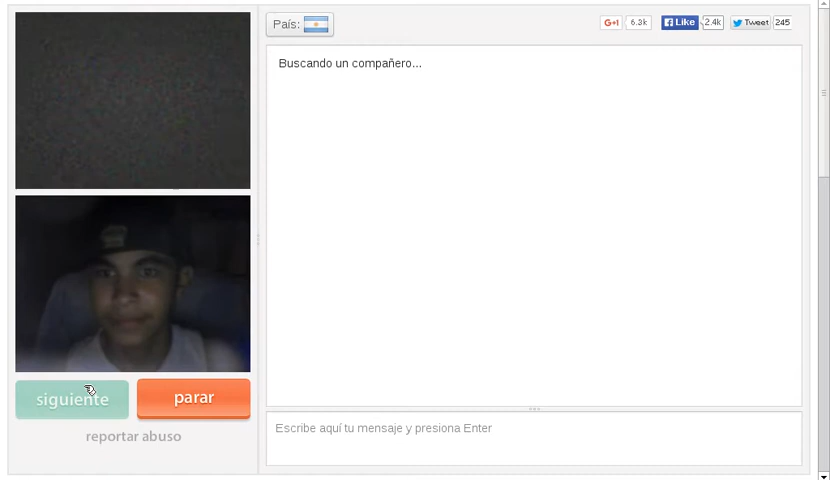 País:
G+1 6.3k Like 2.4k Tweet 245
Buscando un compañero...
siguiente parar
reportar abuso
Escribe aquí tu mensaje y presiona Enter